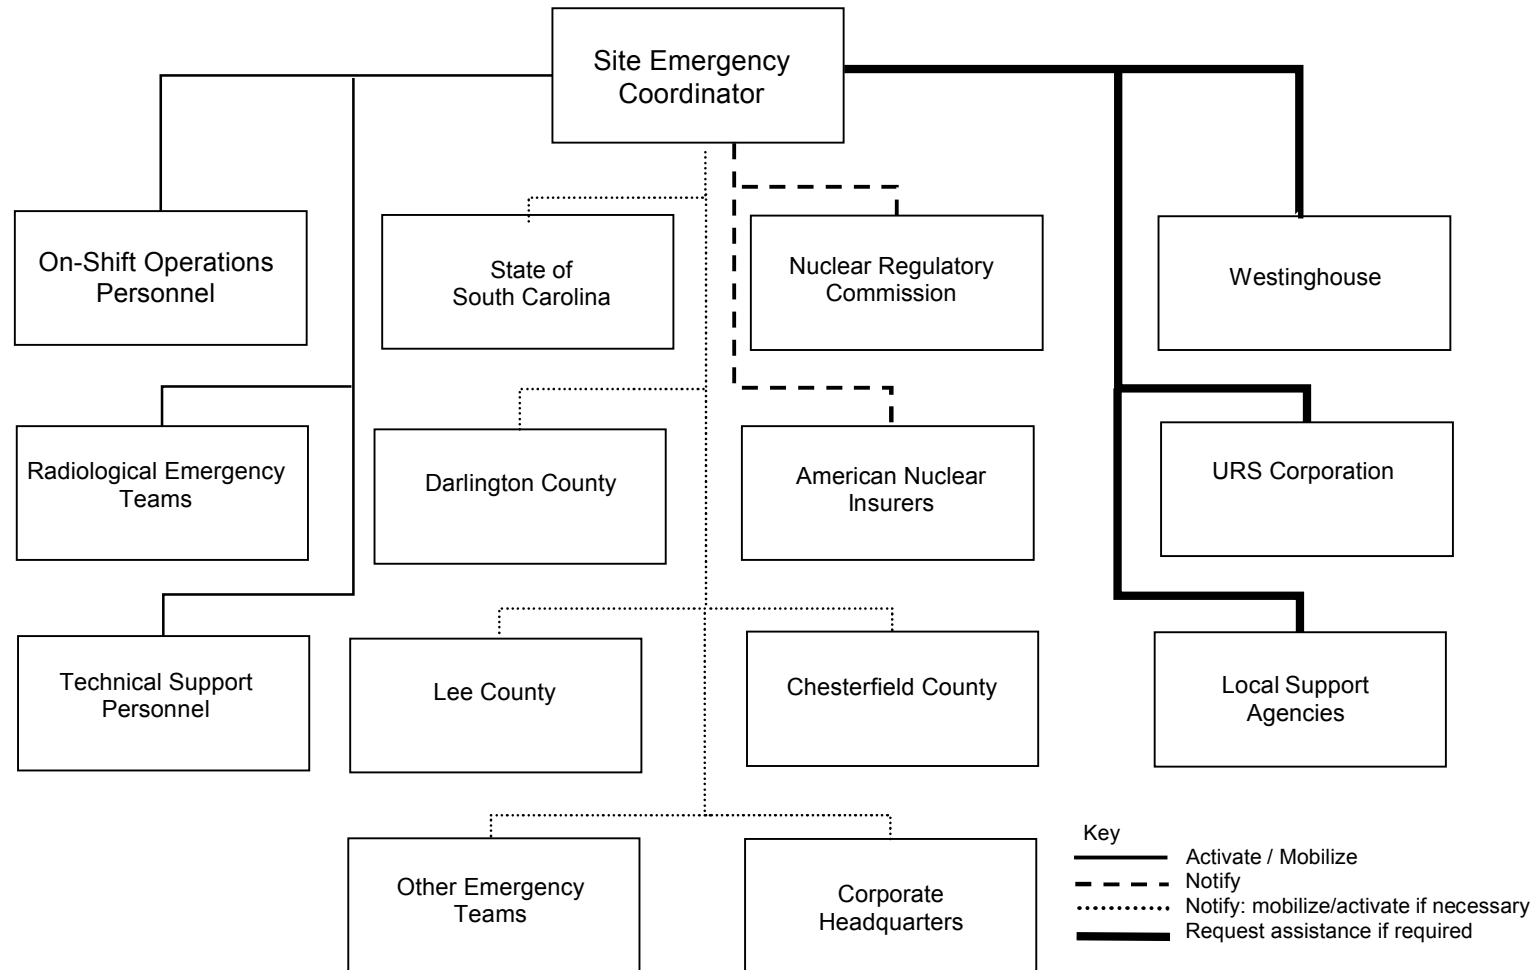 Site Emergency
Coordinator
On-Shift Operations
Personnel
State of
South Carolina
Nuclear Regulatory
Commission
Westinghouse
Radiological Emergency
Teams
Darlington County
American Nuclear
Insurers
URS Corporation
Technical Support
Personnel
Lee County
Chesterfield County
Local Support
Agencies
Other Emergency
Teams
Corporate
Headquarters
Key
Activate / Mobilize
Notify
Notify: mobilize/activate if necessary
Request assistance if required